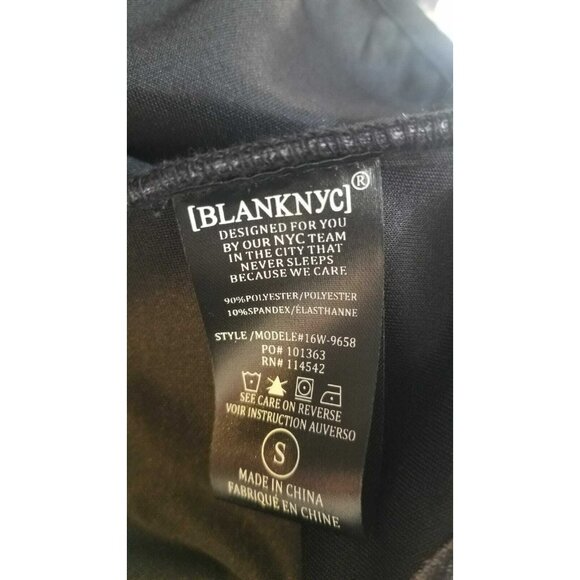 [BLANKNYC]®
DESIGNED FOR YOU
BY OUR NYC TEAM
IN THE CITY THAT
NEVER SLEEPS
BECAUSE WE CARE
90%POLYESTER/POLYESTER
10%SPANDEX/ÉLASTHANNE
STYLE/MODELE#16W-9658
PO# 101363
RN# 114542
SEE CARE ON REVERSE
VOIR INSTRUCTION AUVERSO
S
MADE IN CHINA
FABRIQUÉ EN CHINE